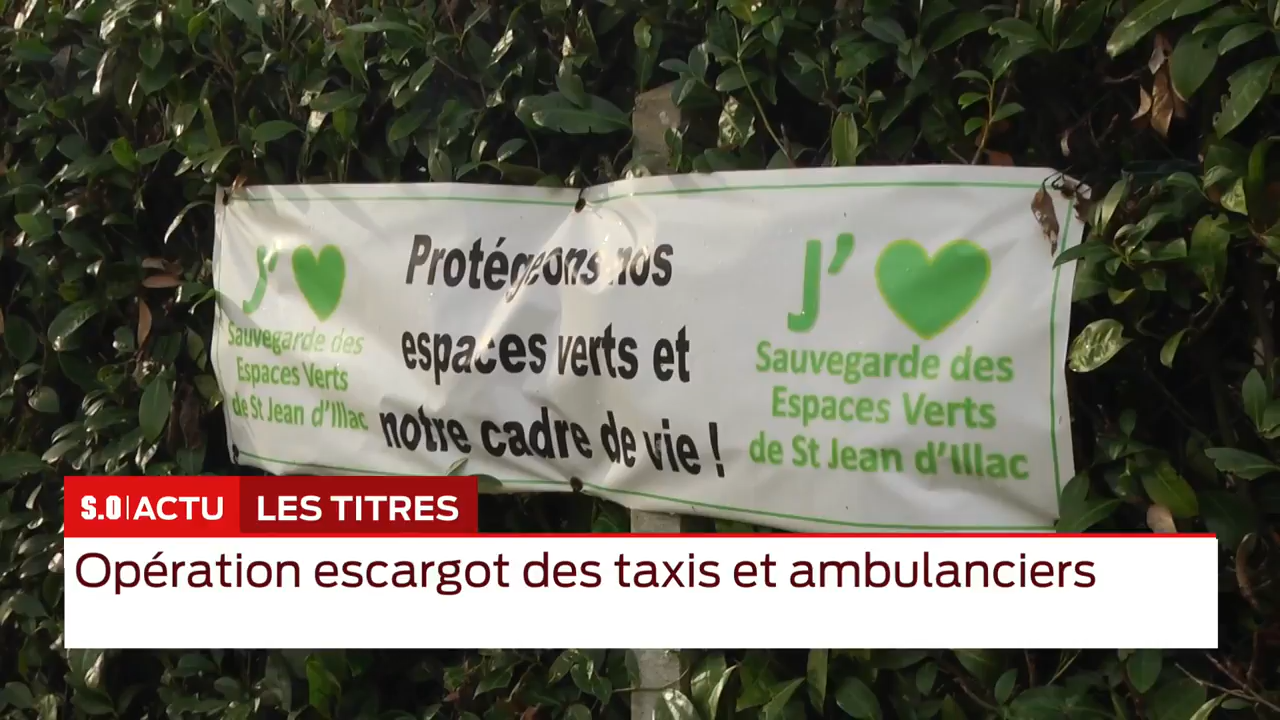 J'
Sauvegarde des
Espaces Verts
de St Jean d'Illac
Protégeons nos
espaces verts et
notre cadre de vie !
J'
Sauvegarde des
Espaces Verts
de St Jean d'Illac
S.O ACTU LES TITRES
Opération escargot des taxis et ambulanciers